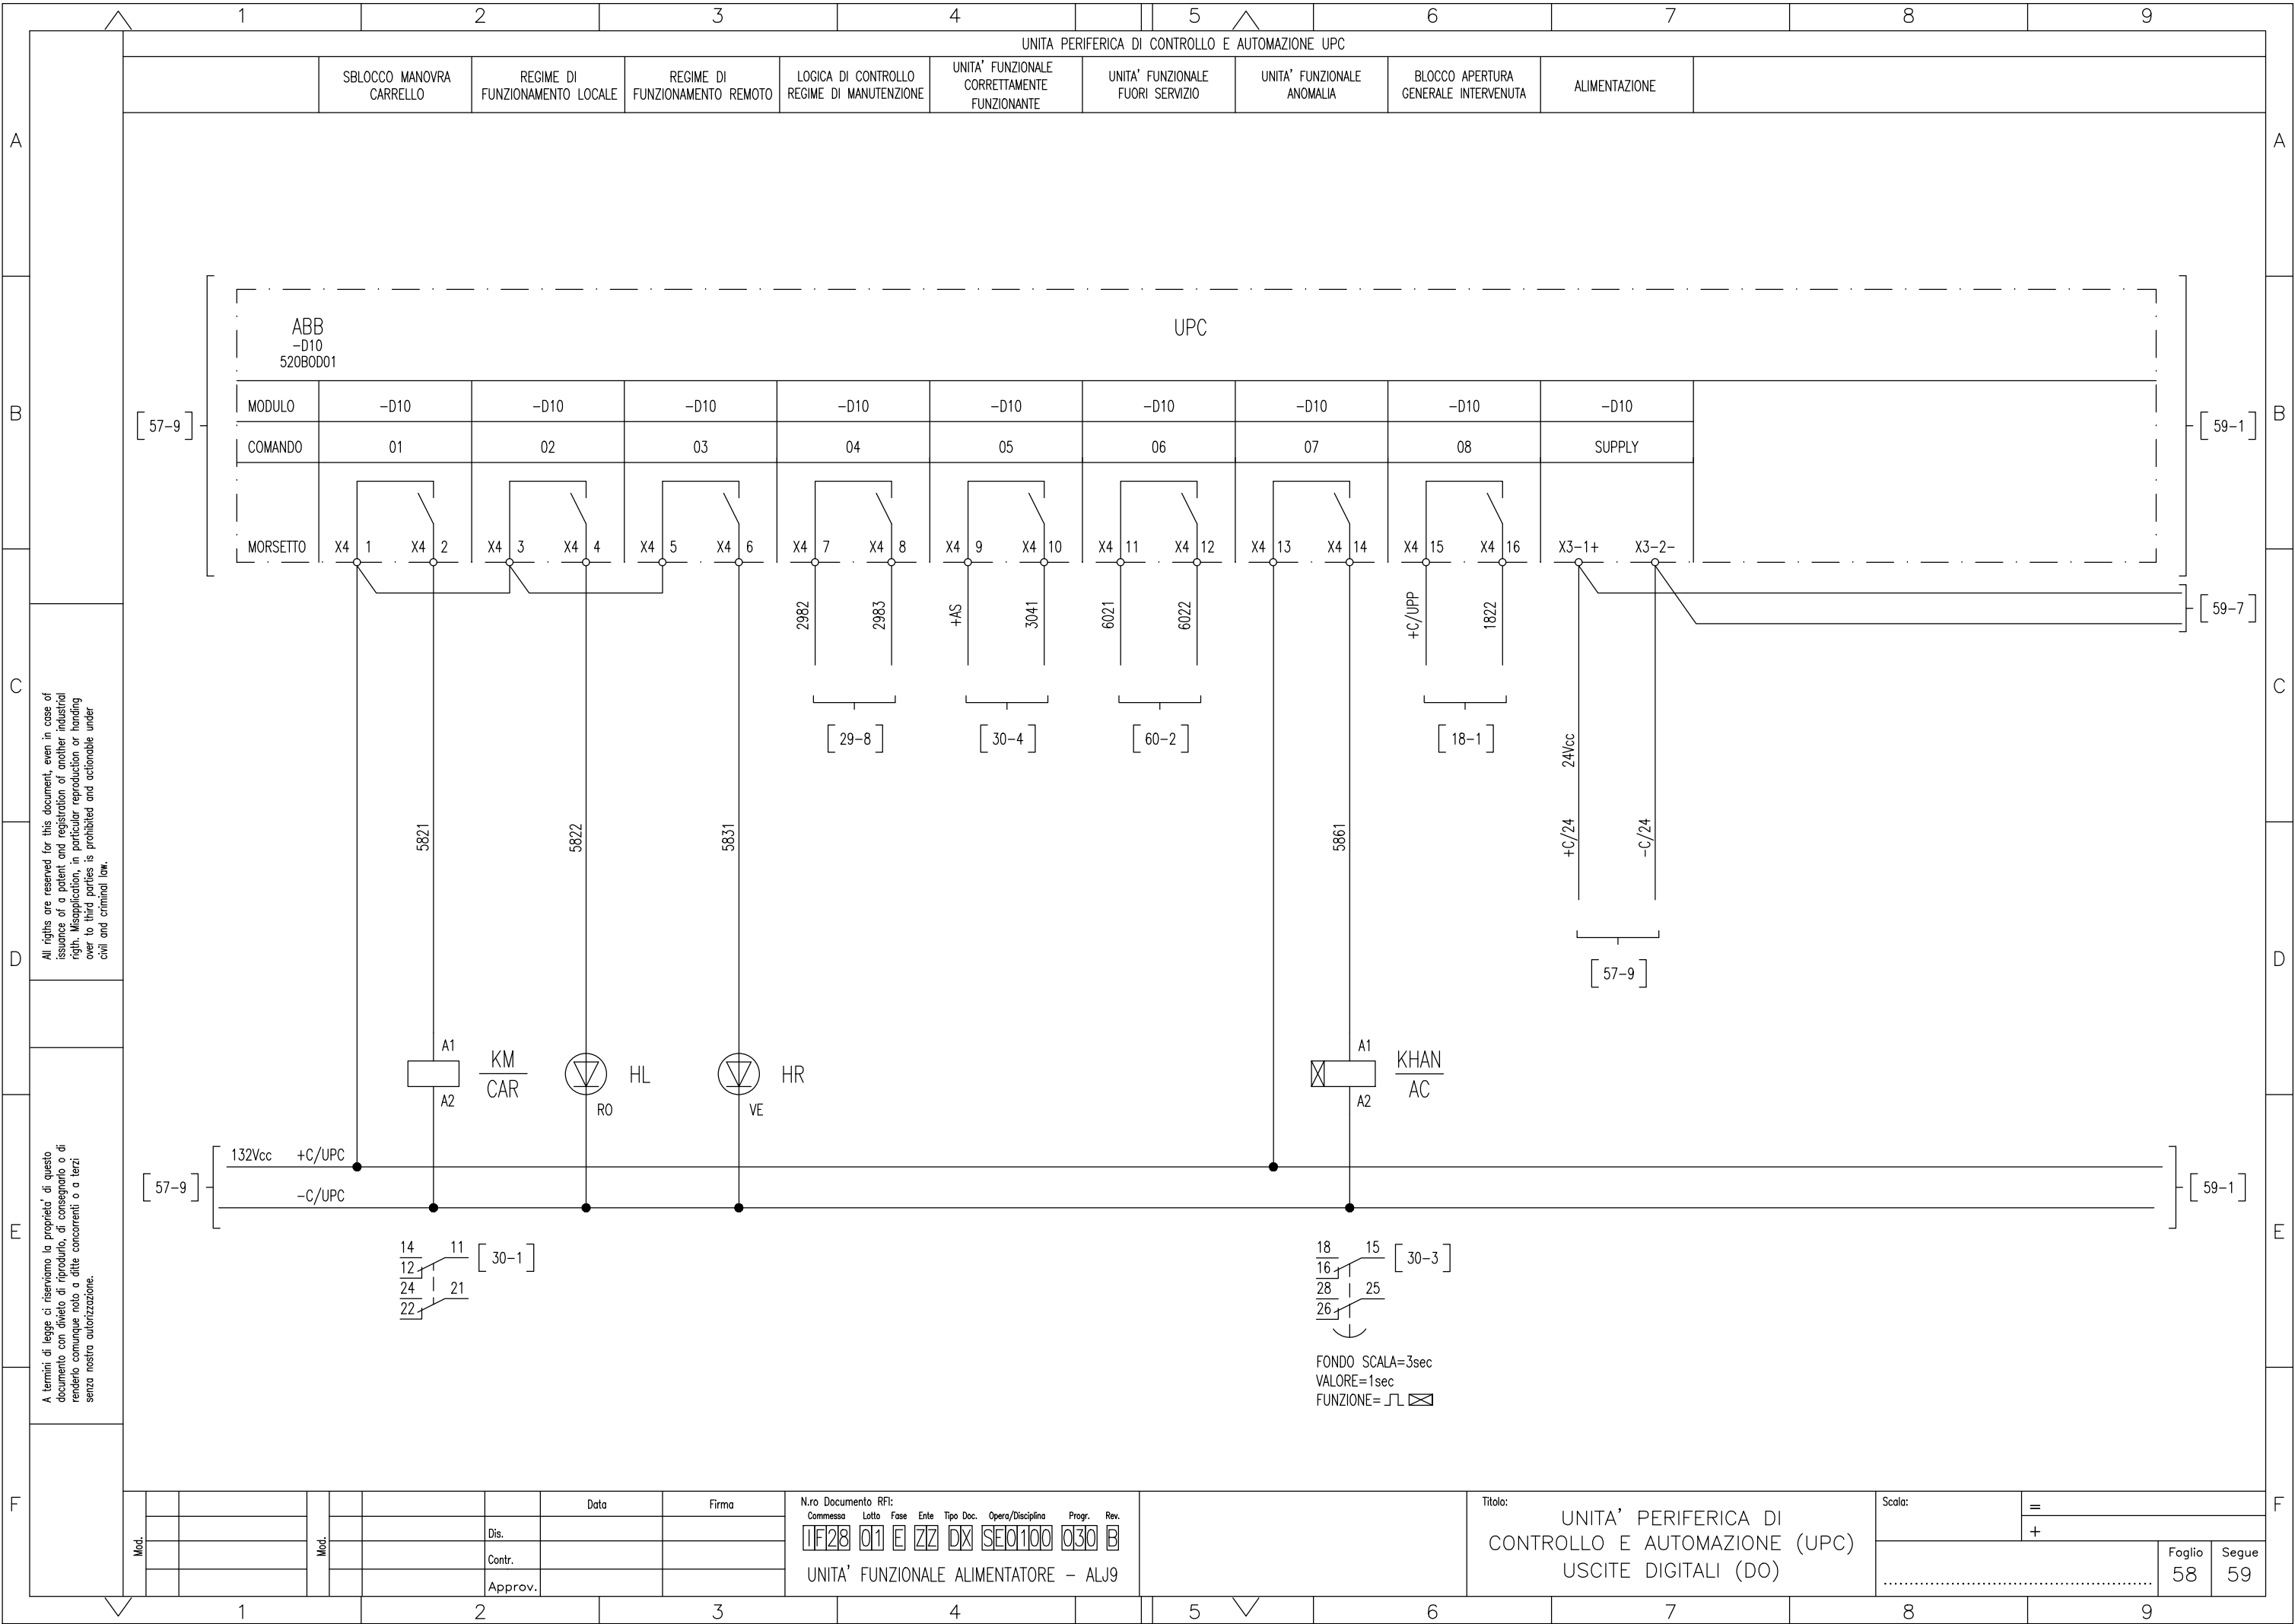 1 2 3 4 5 6 7 8 9
UNITA PERIFERICA DI CONTROLLO E AUTOMAZIONE UPC
SBLOCCO MANOVRA
CARRELLO
REGIME DI
FUNZIONAMENTO LOCALE
REGIME DI
FUNZIONAMENTO REMOTO
LOGICA DI CONTROLLO
REGIME DI MANUTENZIONE
UNITA' FUNZIONALE
CORRETTAMENTE
FUNZIONANTE
UNITA' FUNZIONALE
FUORI SERVIZIO
UNITA' FUNZIONALE
ANOMALIA
BLOCCO APERTURA
GENERALE INTERVENUTA
ALIMENTAZIONE
A A
ABB
-D10
520BOD01
UPC
B B
57-9
59-1
MODULO -D10 -D10 -D10 -D10 -D10 -D10 -D10 -D10 -D10
COMANDO 01 02 03 04 05 06 07 08 SUPPLY
MORSETTO X4 1 X4 2 X4 3 X4 4 X4 5 X4 6 X4 7 X4 8 X4 9 X4 10 X4 11 X4 12 X4 13 X4 14 X4 15 X4 16 X3-1+ X3-2-
2982 2983 +AS 3041 6021 6022 +C/UPP 1822
59-7
C C
29-8 30-4 60-2 18-1
24Vcc
5821 5822 5831 5861 +C/24 -C/24
D D
57-9
A1
A2
KM
CAR
HL
RO
HR
VE
A1
A2
KHAN
AC
132Vcc +C/UPC
-C/UPC
57-9
59-1
E E
14 11
12
24 21
22
30-1
18 15
16
28 25
26
30-3
FONDO SCALA=3sec
VALORE=1sec
FUNZIONE=
All rigths are reserved for this document, even in case of
issuance of a patent and registration of another industrial
rigth. Misapplication, in particular reproduction or handing
over to third parties is prohibited and actionable under
civil and criminal law.
A termini di legge ci riserviamo la proprieta' di questo
documento con divieto di riprodurlo, di consegnarlo o di
renderlo comunque noto a ditte concorrenti o a terzi
senza nostra autorizzazione.
F F
Mod.
Mod.
Data Firma
Dis.
Contr.
Approv.
N.ro Documento RFI:
Commessa Lotto Fase Ente Tipo Doc. Opera/Disciplina Progr. Rev.
IF28 01 E ZZ DX SE0100 030 B
UNITA' FUNZIONALE ALIMENTATORE - ALJ9
Titolo:
UNITA' PERIFERICA DI
CONTROLLO E AUTOMAZIONE (UPC)
USCITE DIGITALI (DO)
Scala:
=
+
Foglio
58
Segue
59
1 2 3 4 5 6 7 8 9